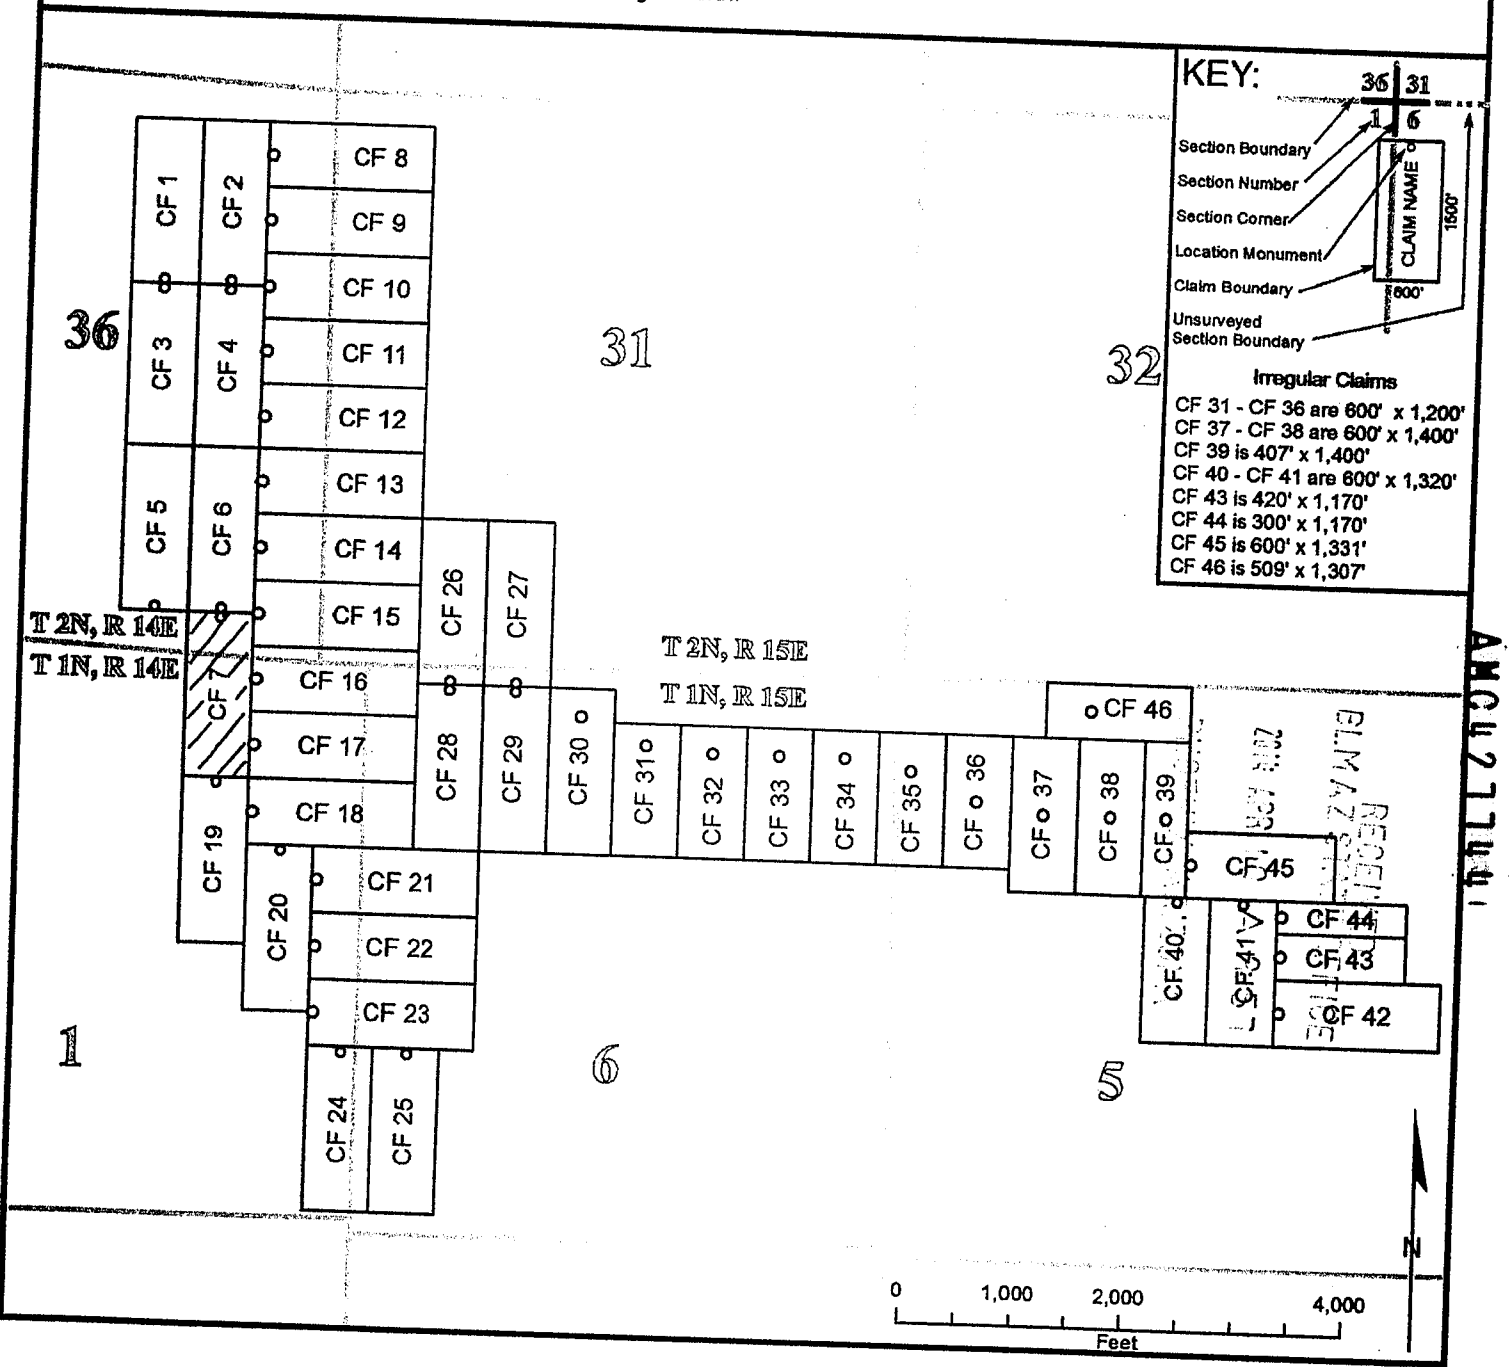 KEY:
36 31
1 6
Section Boundary
Section Number
Section Corner
Location Monument
Claim Boundary
Unsurveyed
Section Boundary
CLAIM NAME
1500'
600'
Irregular Claims
CF 31 - CF 36 are 600' x 1,200'
CF 37 - CF 38 are 600' x 1,400'
CF 39 is 407' x 1,400'
CF 40 - CF 41 are 600' x 1,320'
CF 43 is 420' x 1,170'
CF 44 is 300' x 1,170'
CF 45 is 600' x 1,331'
CF 46 is 509' x 1,307'
CF 1
CF 2
CF 8
CF 9
CF 10
36
CF 3
CF 4
CF 11
31
32
CF 12
CF 13
CF 5
CF 6
CF 14
CF 15
CF 26
CF 27
T 2N, R 14E
T 1N, R 14E
T 2N, R 15E
T 1N, R 15E
CF 7
CF 16
CF 17
CF 18
CF 28
CF 29
CF 30
CF 31
CF 32
CF 33
CF 34
CF 35
CF 36
CF 37
CF 38
CF 39
CF 46
CF 45
CF 19
CF 20
CF 21
CF 22
CF 23
CF 40
CF 41
CF 44
CF 43
CF 42
1
6
5
CF 24
CF 25
N
0 1,000 2,000 4,000
Feet